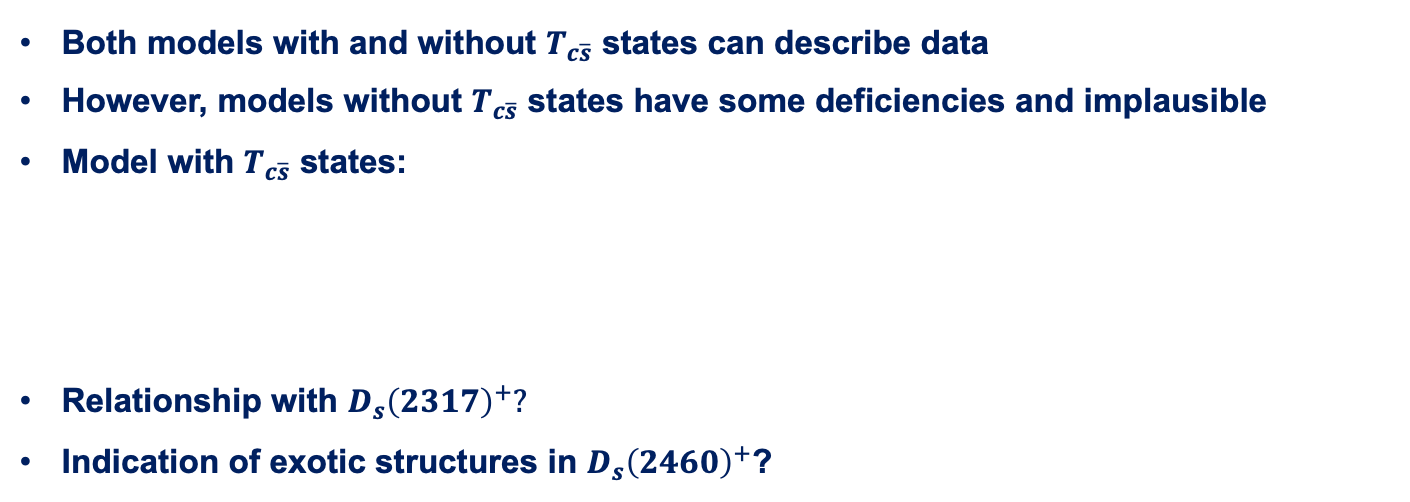 • Both models with and without T_{cs̄} states can describe data
• However, models without T_{cs̄} states have some deficiencies and implausible
• Model with T_{cs̄} states:
• Relationship with D_s(2317)⁺?
• Indication of exotic structures in D_s(2460)⁺?